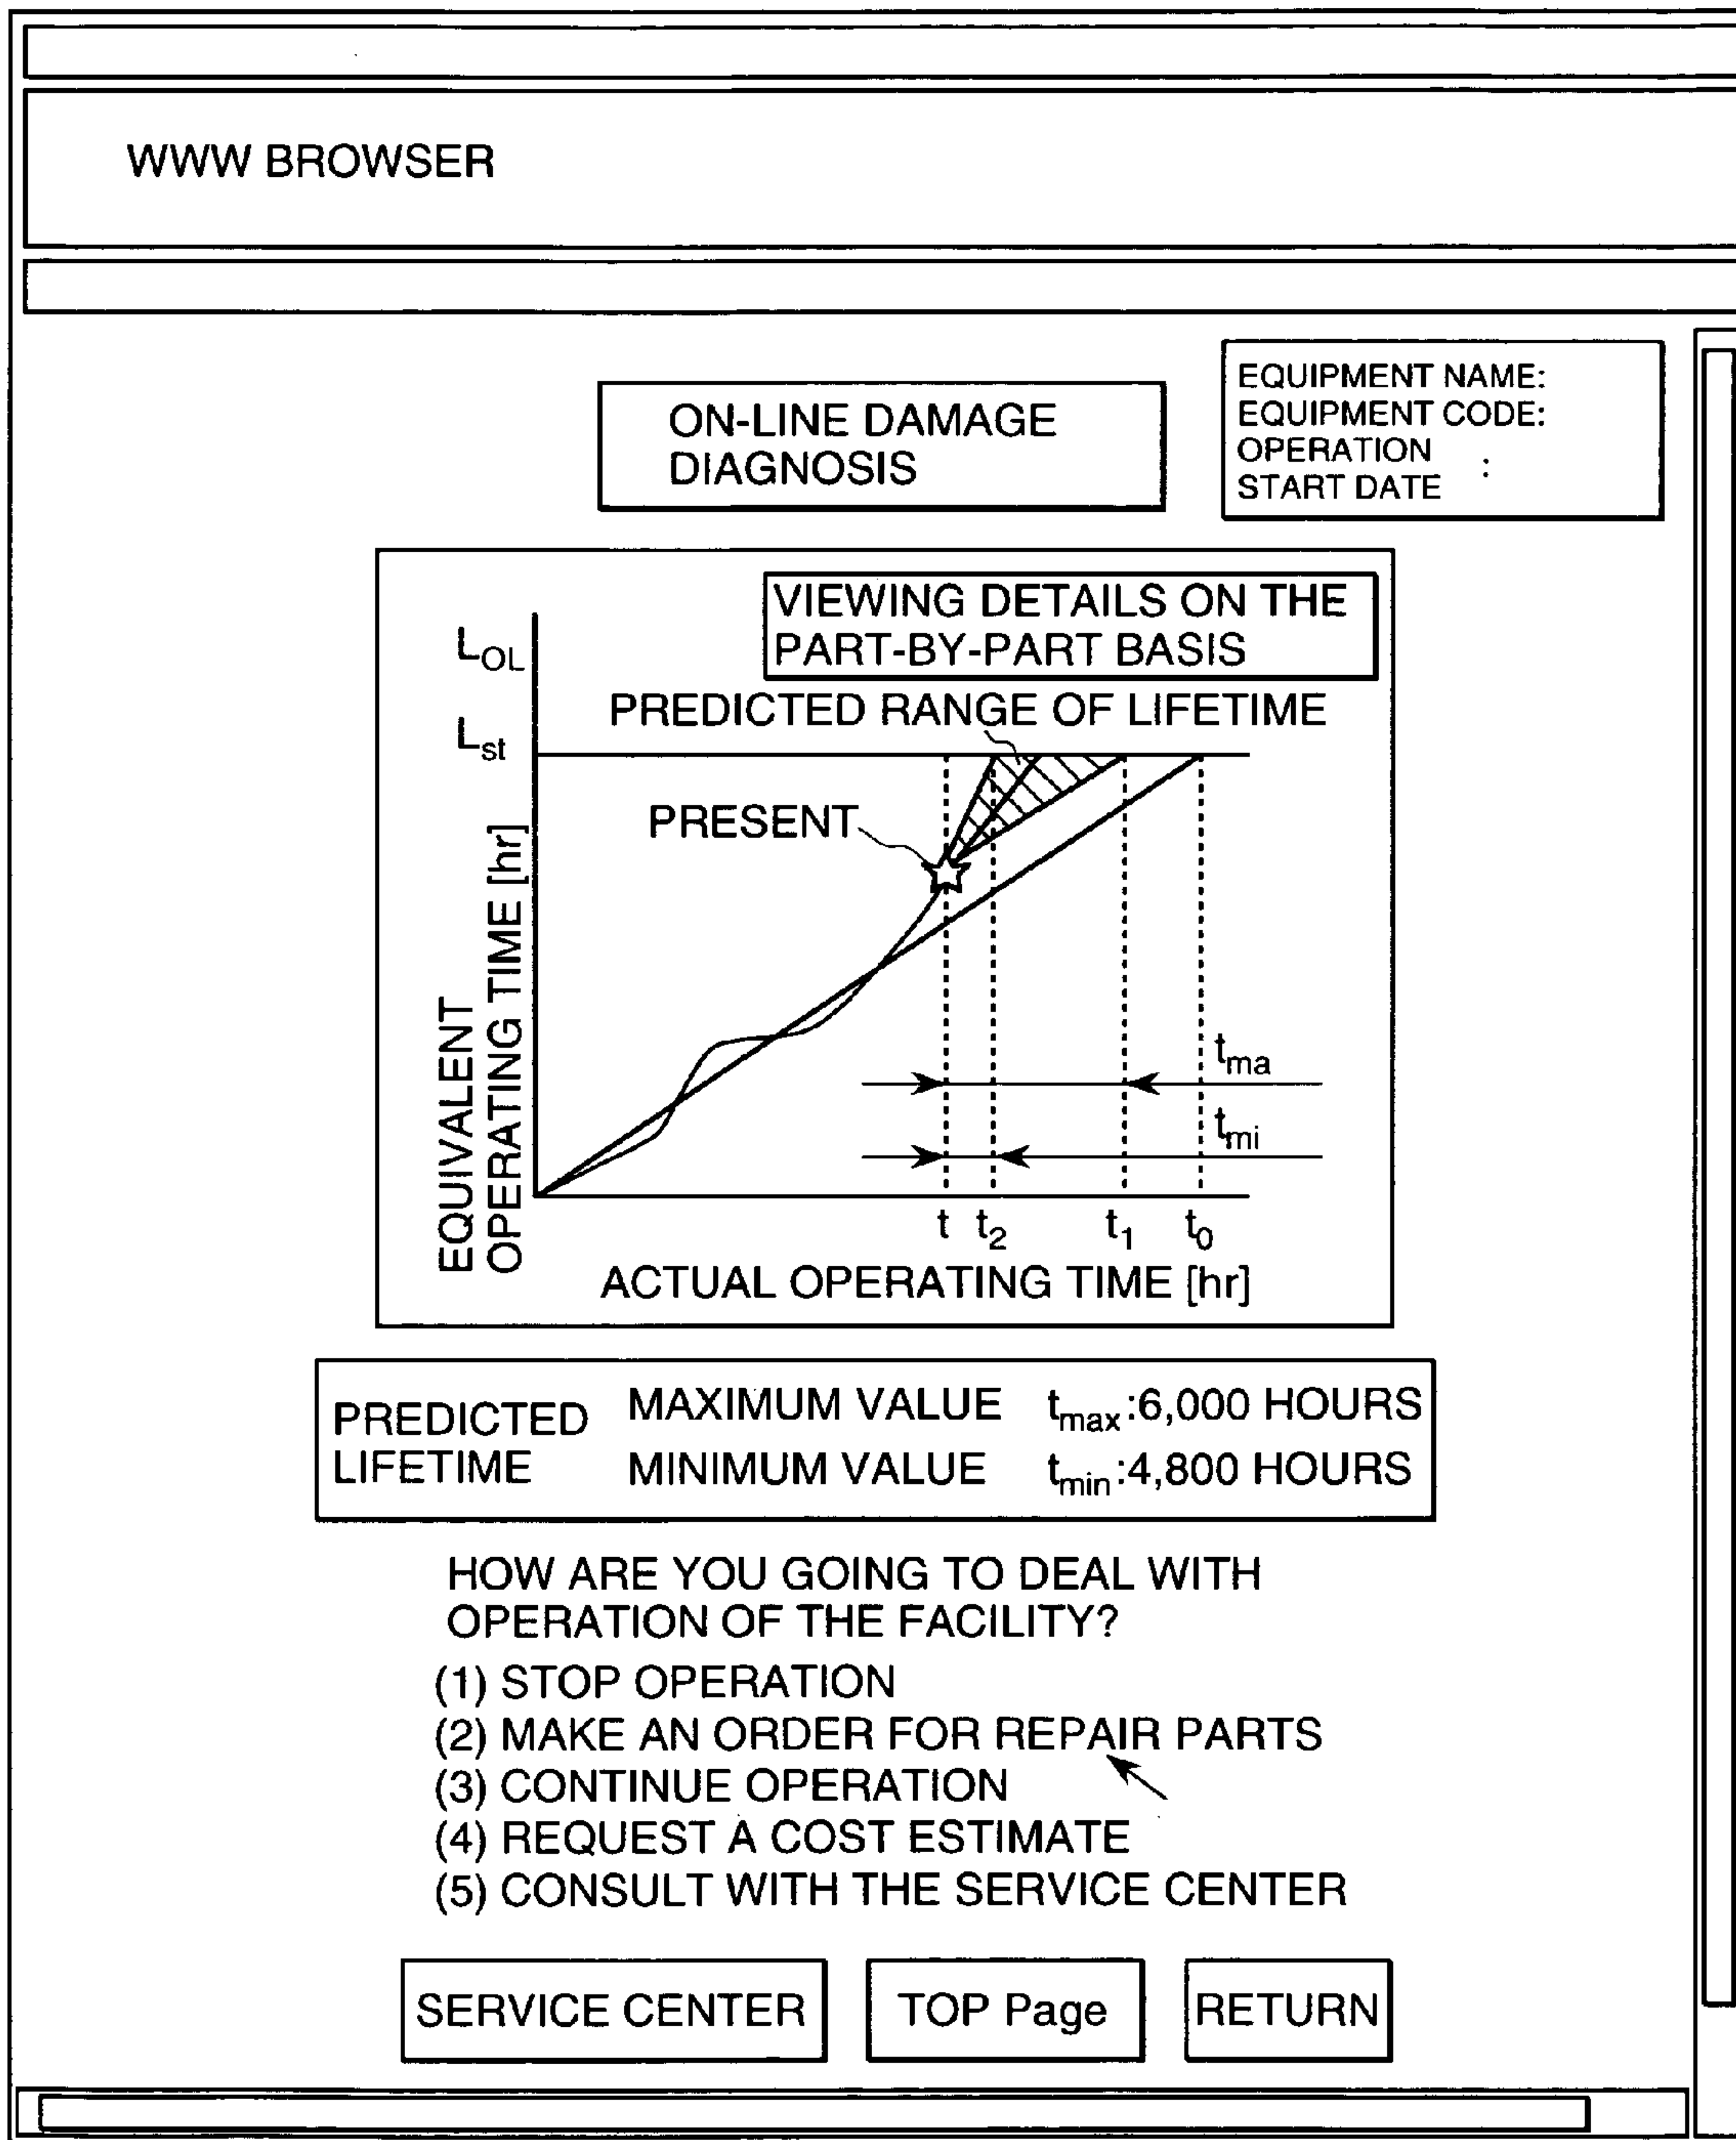 WWW BROWSER
ON-LINE DAMAGE
DIAGNOSIS
EQUIPMENT NAME:
EQUIPMENT CODE:
OPERATION
START DATE :
VIEWING DETAILS ON THE
PART-BY-PART BASIS
L_OL
PREDICTED RANGE OF LIFETIME
L_st
PRESENT
EQUIVALENT
OPERATING TIME [hr]
t_ma
t_mi
t t_2 t_1 t_0
ACTUAL OPERATING TIME [hr]
PREDICTED
LIFETIME
MAXIMUM VALUE t_max:6,000 HOURS
MINIMUM VALUE t_min:4,800 HOURS
HOW ARE YOU GOING TO DEAL WITH
OPERATION OF THE FACILITY?
(1) STOP OPERATION
(2) MAKE AN ORDER FOR REPAIR PARTS
(3) CONTINUE OPERATION
(4) REQUEST A COST ESTIMATE
(5) CONSULT WITH THE SERVICE CENTER
SERVICE CENTER
TOP Page
RETURN